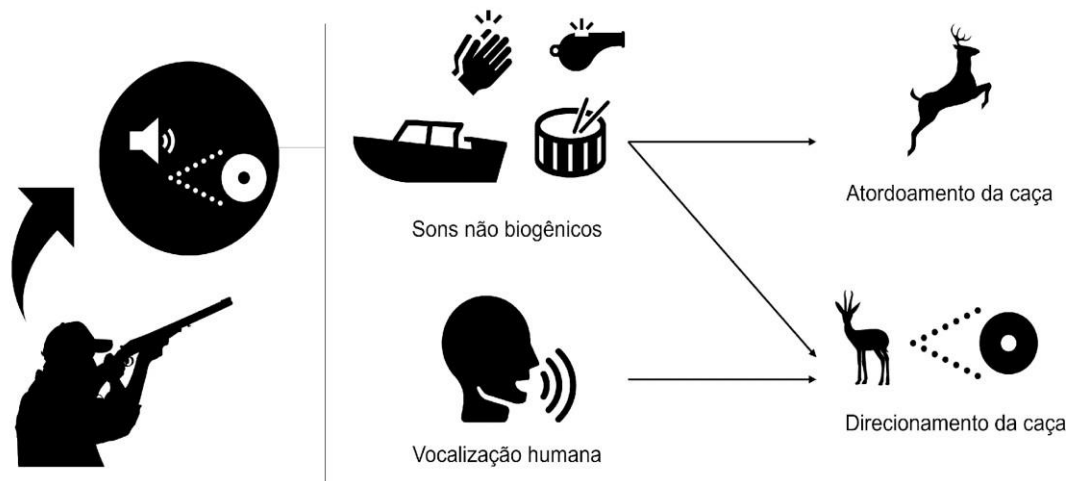 Sons não biogênicos
Atordoamento da caça
Vocalização humana
Direcionamento da caça